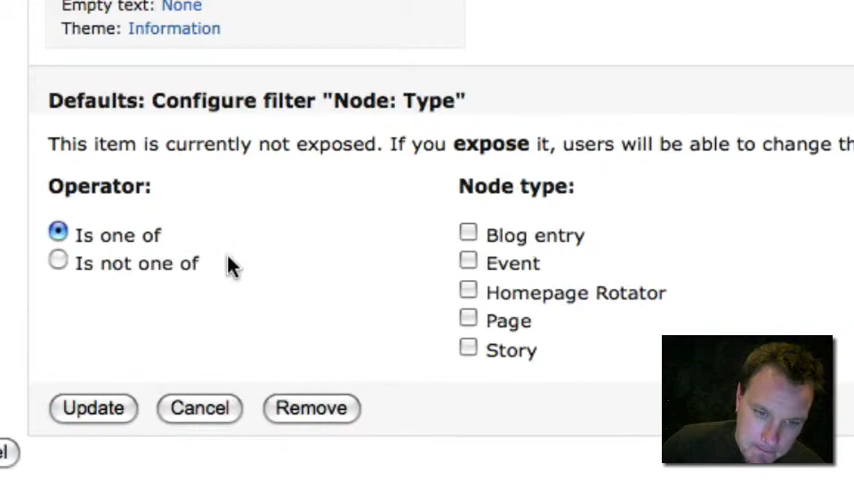 Empty text: None
Theme: Information
Defaults: Configure filter "Node: Type"
This item is currently not exposed. If you expose it, users will be able to change th
Operator:
Node type:
Is one of
Is not one of
Blog entry
Event
Homepage Rotator
Page
Story
Update
Cancel
Remove
el